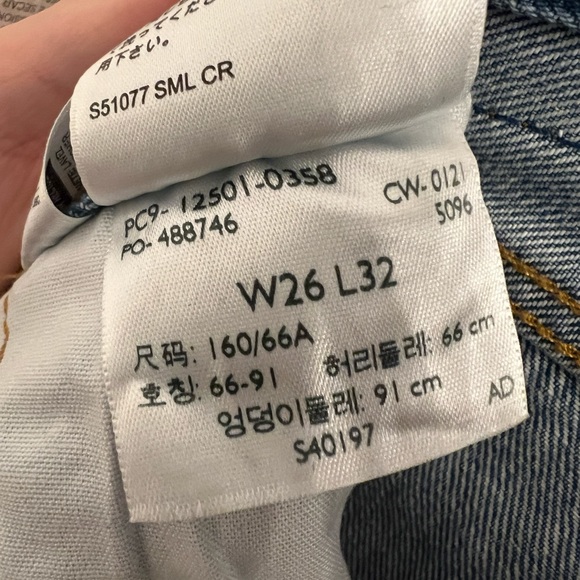 用下さい。
S51077 SML CR
PC9- 12501-0358
PO- 488746
CW- 0121
5096
W26 L32
尺码: 160/66A
호칭: 66-91 허리둘레: 66 cm
엉덩이둘레: 91 cm
S40197
AD